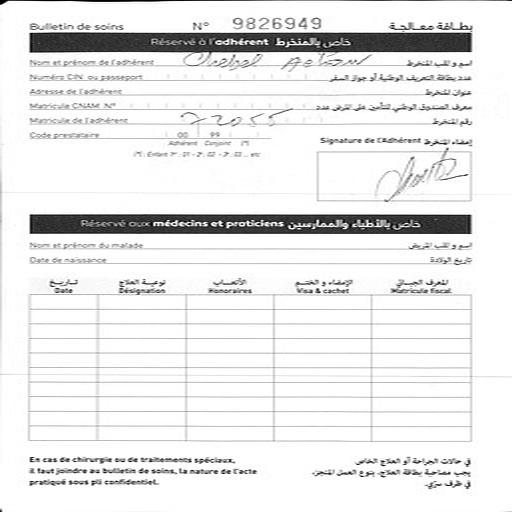 Bulletin de soins N° 9826949 بطاقة معالجة
Réservé à l'adhérent خاص بالمنخرط
Nom et prénom de l'adhérent اسم و لقب المنخرط
Numéro CIN ou passeport عدد بطاقة التعريف الوطنية أو جواز السفر
Adresse de l'adhérent عنوان المنخرط
Matricule CNAM N° معرف الصندوق الوطني للتأمين على المرض عدد
Matricule de l'adhérent 72055 رقم المنخرط
Code prestataire 00 99 Signature de l'Adhérent إمضاء المنخرط
Adhérent Conjoint (*)
(*) : Enfant 1er : 01 - 2e : 02 - 3e : 03 ... etc
Réservé aux médecins et praticiens خاص بالأطباء والممارسين
Nom et prénom du malade اسم و لقب المريض
Date de naissance تاريخ الولادة
تاريخ نوعية العلاج الأتعاب الإمضاء و الختم المعرف الجبائي
Date Désignation Honoraires Visa & cachet Matricule fiscal
En cas de chirurgie ou de traitements spéciaux, في حالات الجراحة أو العلاج الخاص
il faut joindre au bulletin de soins, la nature de l'acte يجب مصاحبة بطاقة العلاج، بنوع العمل المنجز،
pratiqué sous pli confidentiel. في ظرف سري.